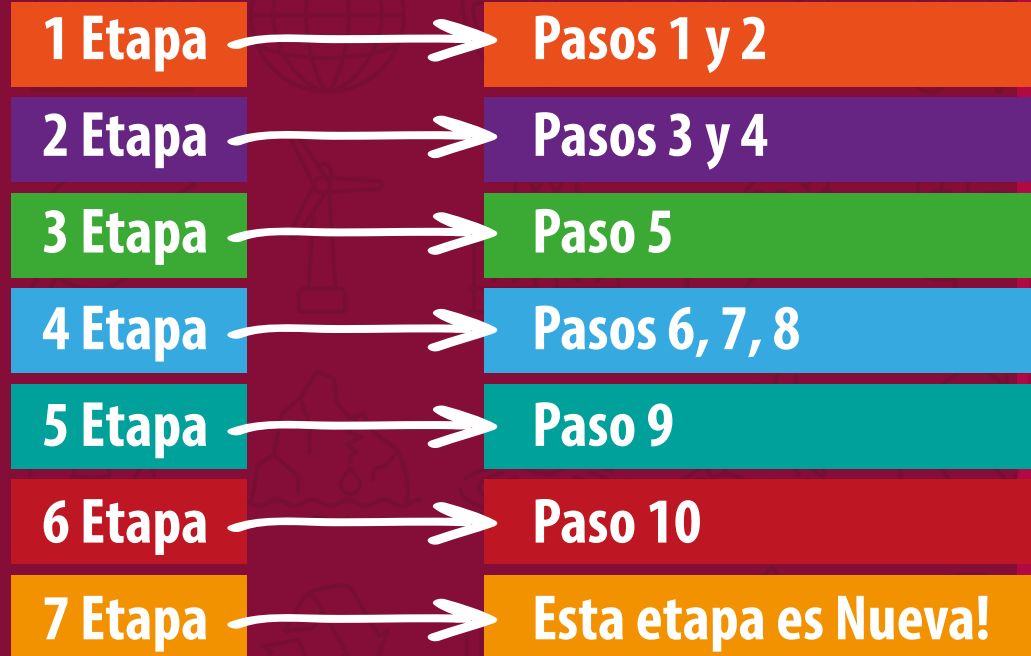 1 Etapa Pasos 1 y 2
2 Etapa Pasos 3 y 4
3 Etapa Paso 5
4 Etapa Pasos 6, 7, 8
5 Etapa Paso 9
6 Etapa Paso 10
7 Etapa Esta etapa es Nueva!